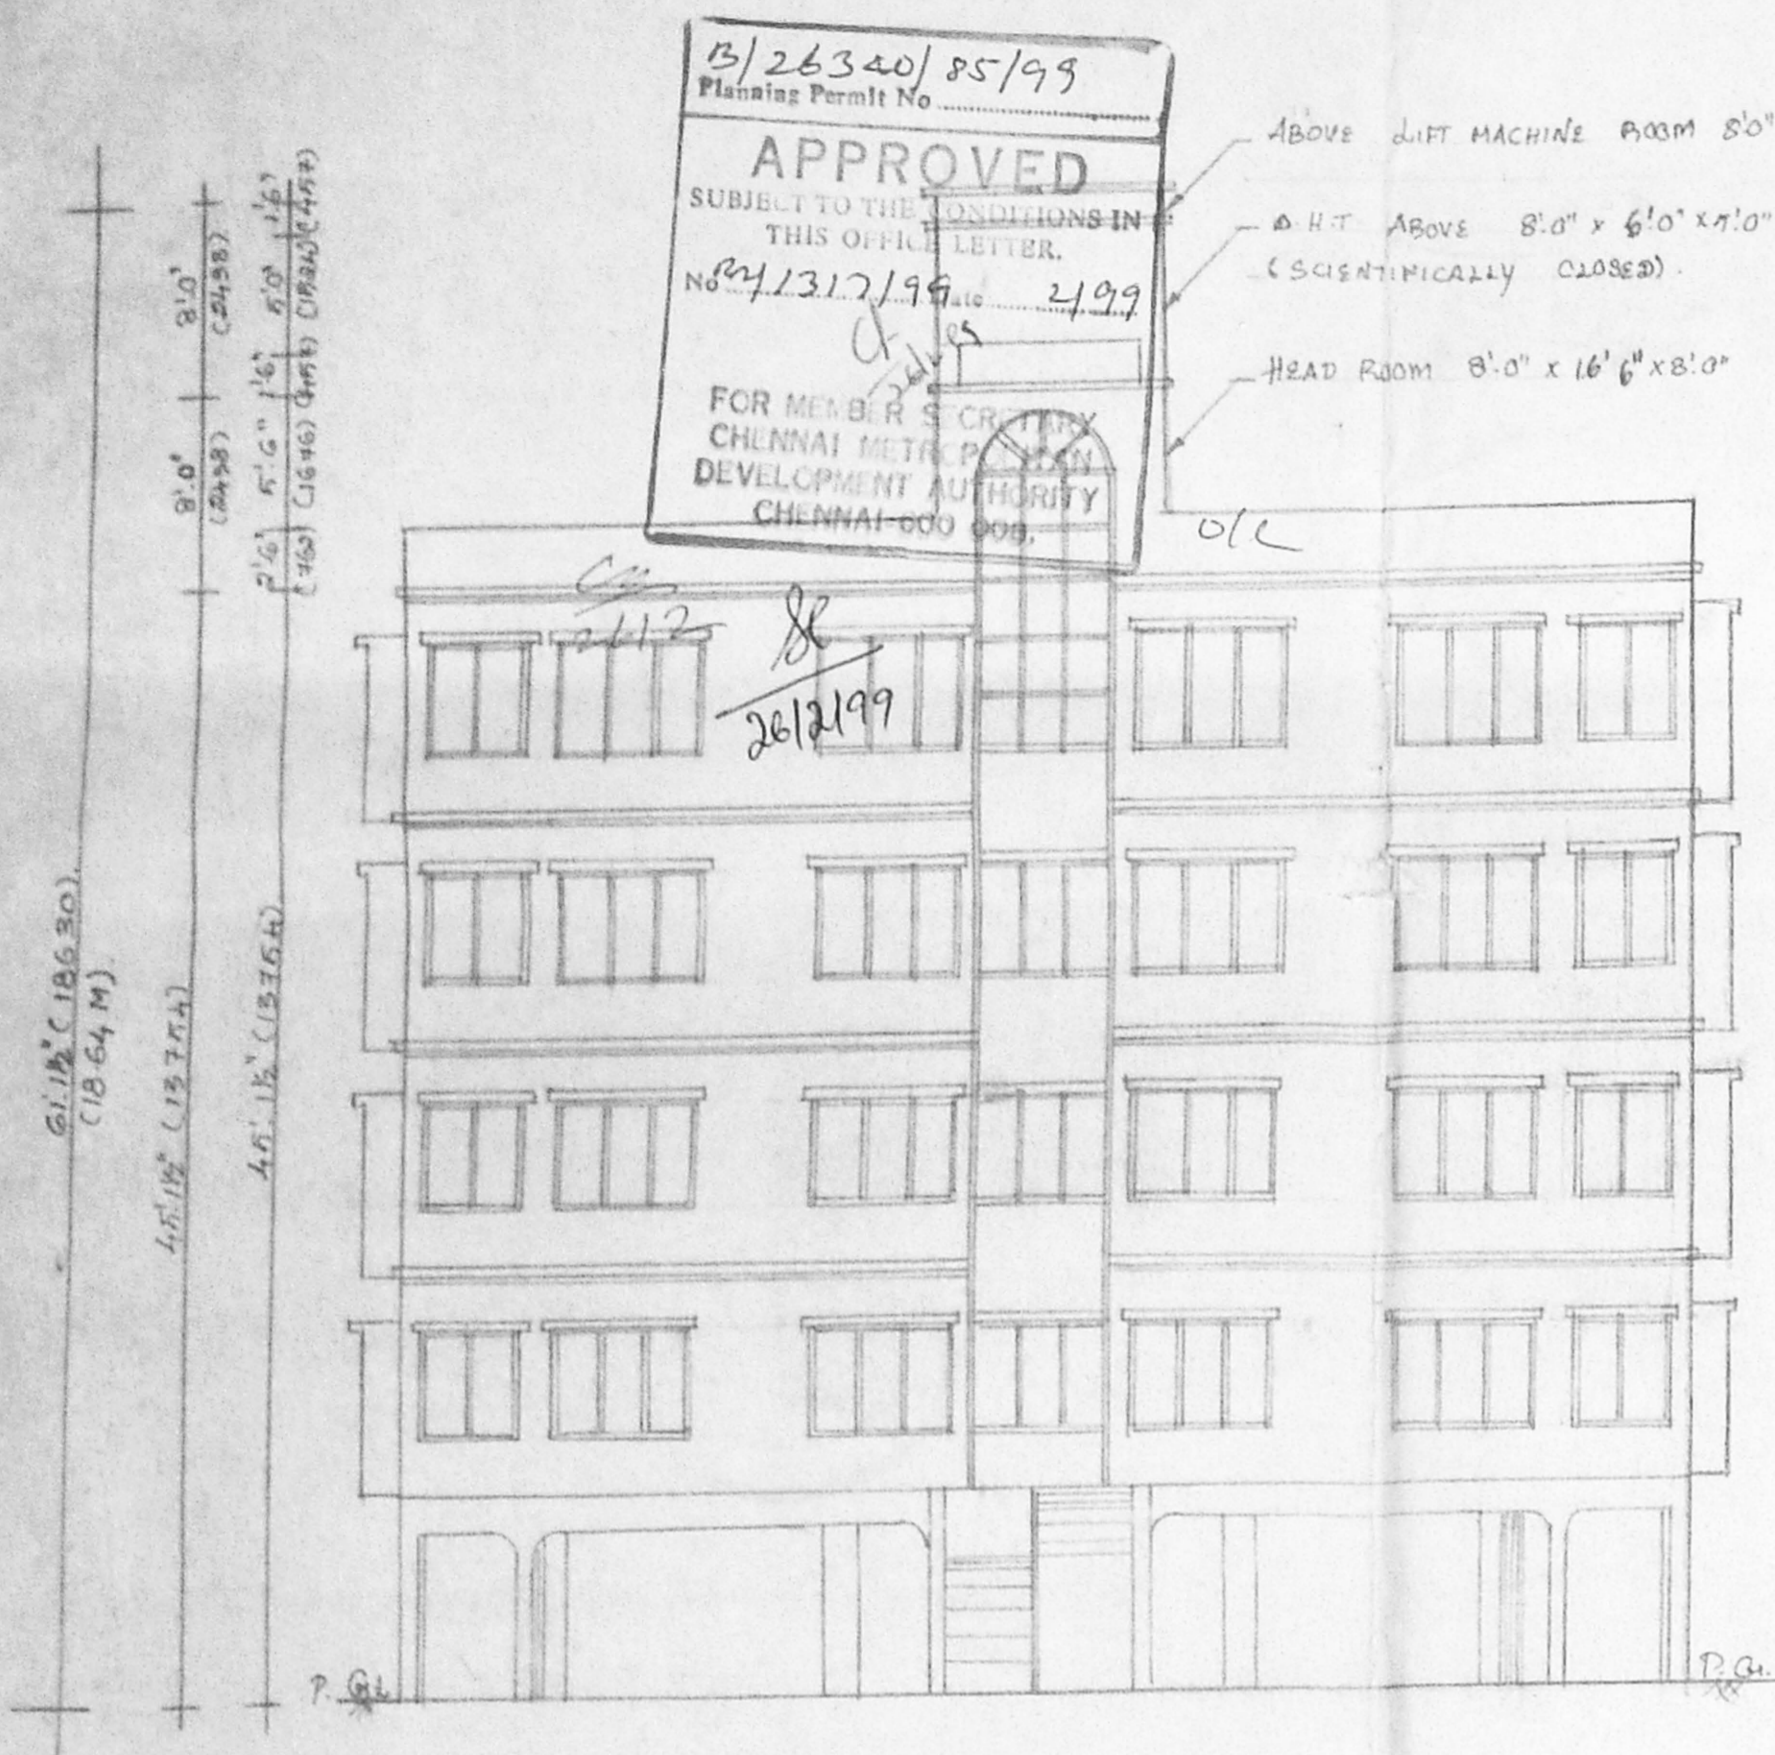 B/26340/85/99
Planning Permit No
APPROVED
SUBJECT TO THE CONDITIONS IN
THIS OFFICE LETTER.
No 1317/99 Date 2/99
FOR MEMBER SECRETARY
CHENNAI METROPOLITAN
DEVELOPMENT AUTHORITY
CHENNAI-600 008.
ABOVE LIFT MACHINE ROOM 8'0"
O.H.T ABOVE 8'.0" x 6'.0" x 5'.0"
(SCIENTIFICALLY CLOSED).
HEAD ROOM 8'.0" x 16'6" x 8'.0"
O/C
26/2/99
61'.1½" (18630).
(18.64 M).
8'.0"
(2438)
8'.0"
(2438)
45'.1½" (13754)
1'.6"
(457)
5'.0"
(1524)
1'.6"
(457)
5'.6"
(1676)
2'.6"
(762)
45'.1½" (13754)
P. GL
P. GL.